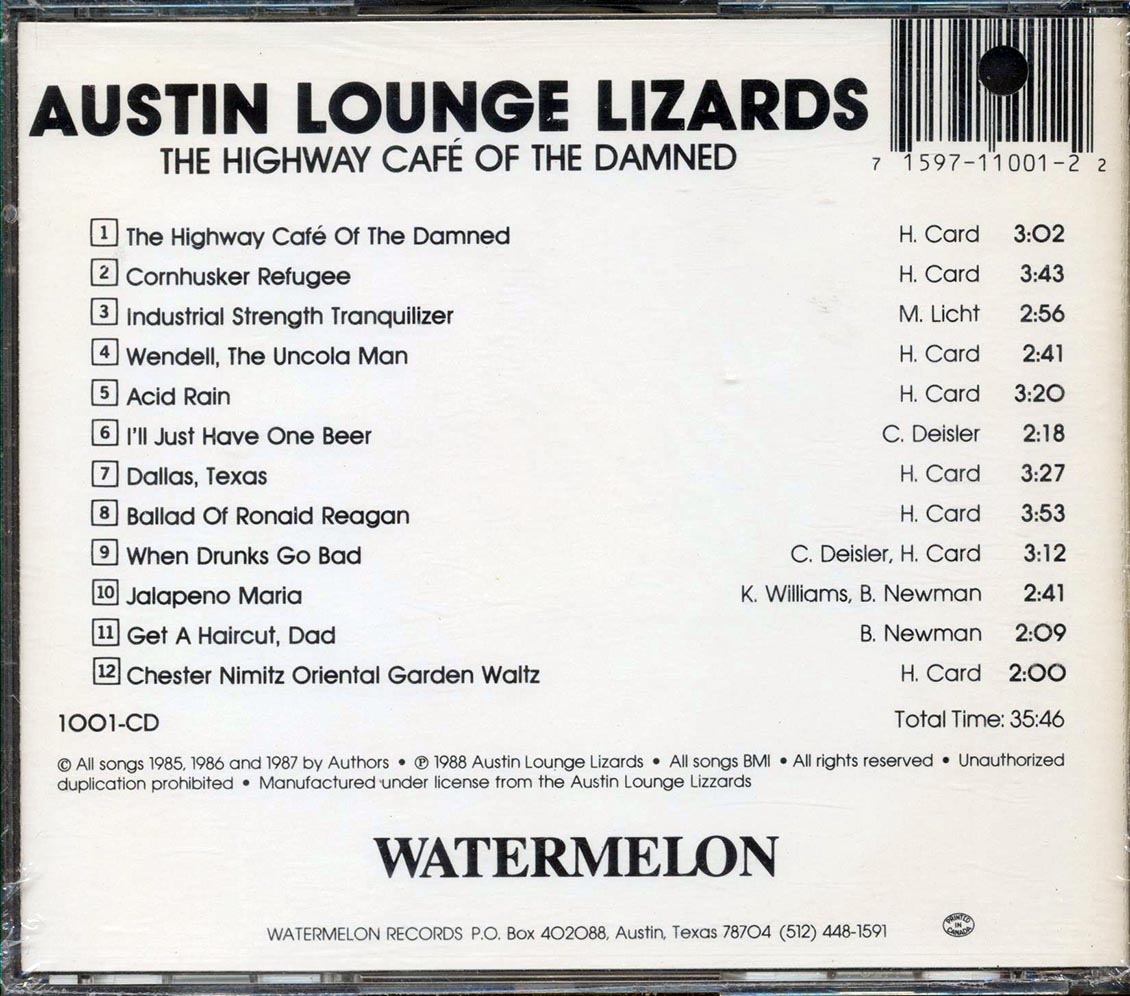 AUSTIN LOUNGE LIZARDS
THE HIGHWAY CAFÉ OF THE DAMNED
7 1597-11001-2 2
1 The Highway Café Of The Damned H. Card 3:02
2 Cornhusker Refugee H. Card 3:43
3 Industrial Strength Tranquilizer M. Licht 2:56
4 Wendell, The Uncola Man H. Card 2:41
5 Acid Rain H. Card 3:20
6 I'll Just Have One Beer C. Deisler 2:18
7 Dallas, Texas H. Card 3:27
8 Ballad Of Ronald Reagan H. Card 3:53
9 When Drunks Go Bad C. Deisler, H. Card 3:12
10 Jalapeno Maria K. Williams, B. Newman 2:41
11 Get A Haircut, Dad B. Newman 2:09
12 Chester Nimitz Oriental Garden Waltz H. Card 2:00
1001-CD Total Time: 35:46
© All songs 1985, 1986 and 1987 by Authors • ℗ 1988 Austin Lounge Lizards • All songs BMI • All rights reserved • Unauthorized
duplication prohibited • Manufactured under license from the Austin Lounge Lizzards
WATERMELON
WATERMELON RECORDS P.O. Box 402088, Austin, Texas 78704 (512) 448-1591
PRINTED
IN
CANADA